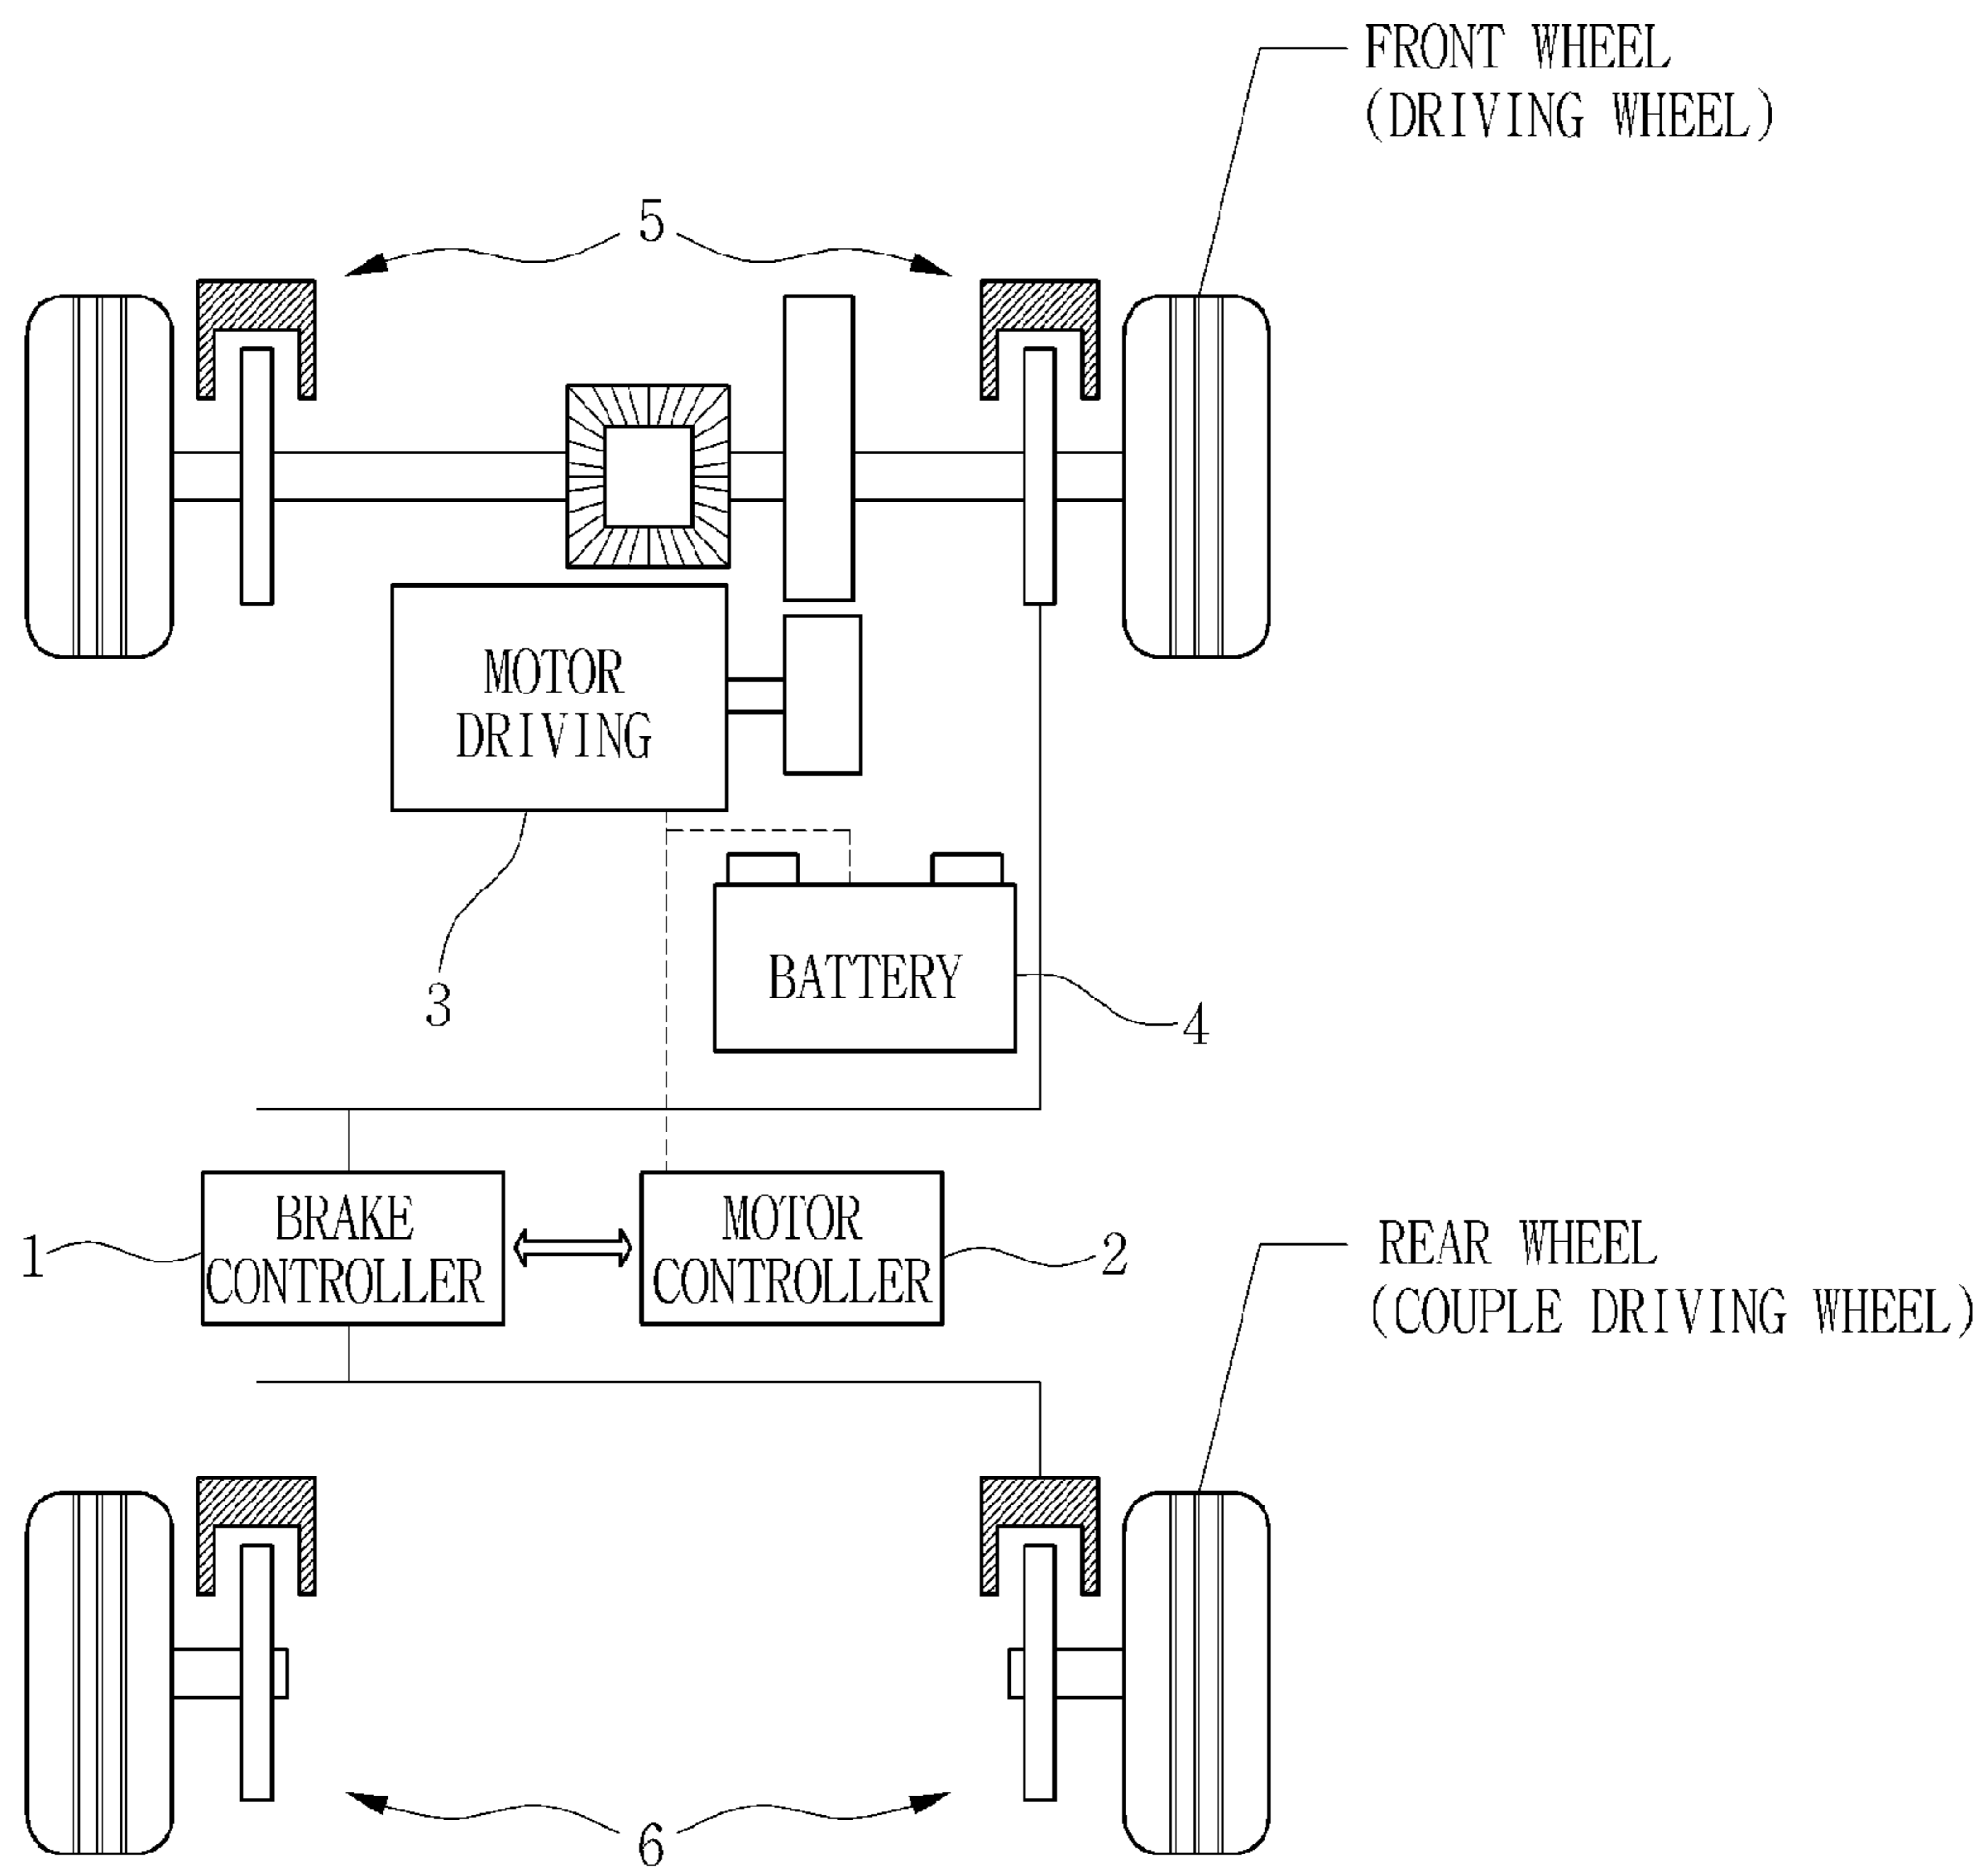 FRONT WHEEL
(DRIVING WHEEL)
5
MOTOR
DRIVING
3
BATTERY
4
1
BRAKE
CONTROLLER
MOTOR
CONTROLLER
2
REAR WHEEL
(COUPLE DRIVING WHEEL)
6